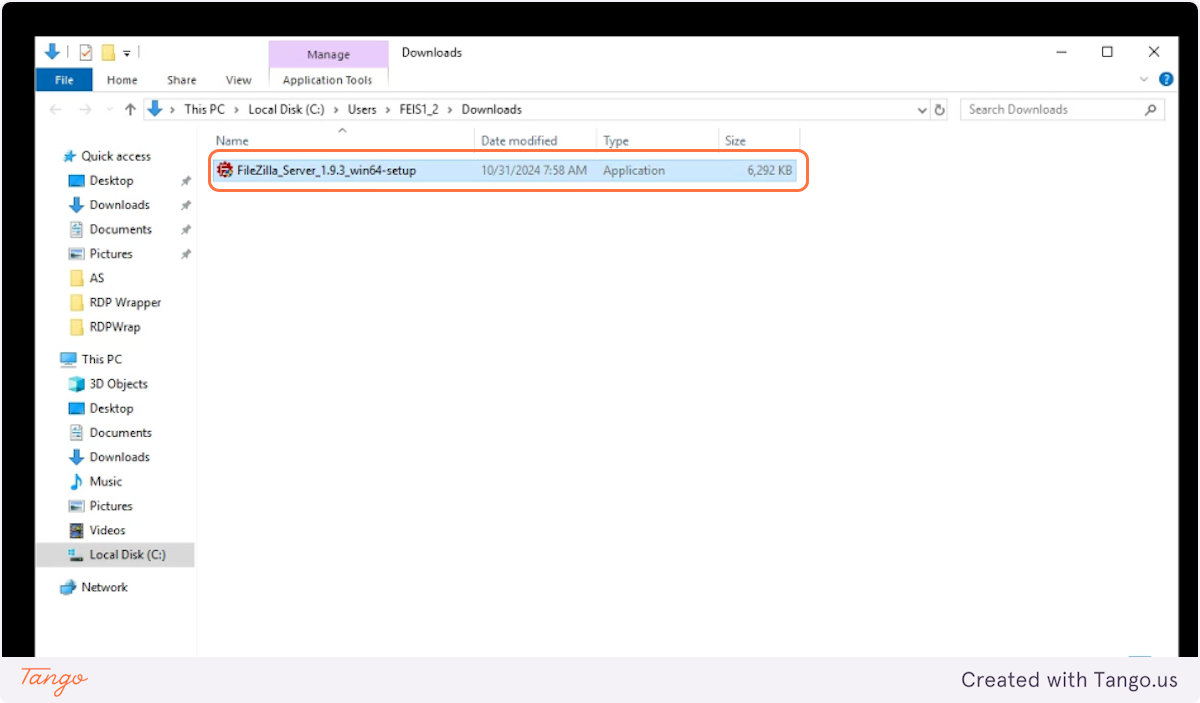 Manage Downloads
File Home Share View Application Tools
This PC Local Disk (C:) Users FEIS1_2 Downloads Search Downloads
Name Date modified Type Size
FileZilla_Server_1.9.3_win64-setup 10/31/2024 7:58 AM Application 6,292 KB
Quick access
Desktop
Downloads
Documents
Pictures
AS
RDP Wrapper
RDPWrap
This PC
3D Objects
Desktop
Documents
Downloads
Music
Pictures
Videos
Local Disk (C:)
Network
Tango Created with Tango.us